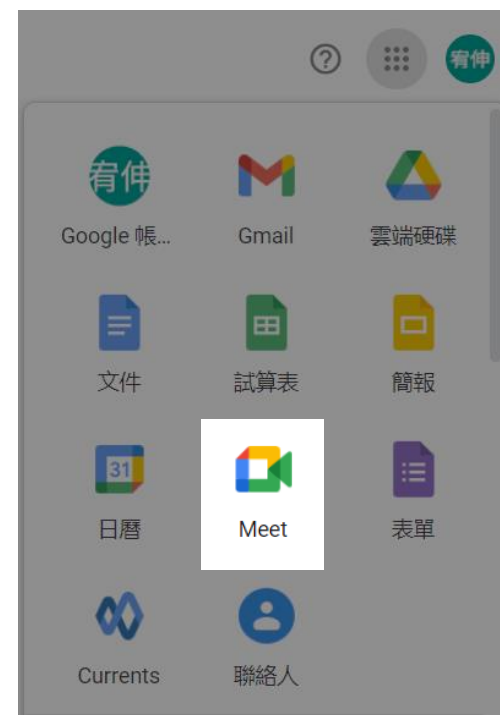 宥伸
宥伸
Google 帳... Gmail 雲端硬碟
文件 試算表 簡報
31
日曆 Meet 表單
Currents 聯絡人